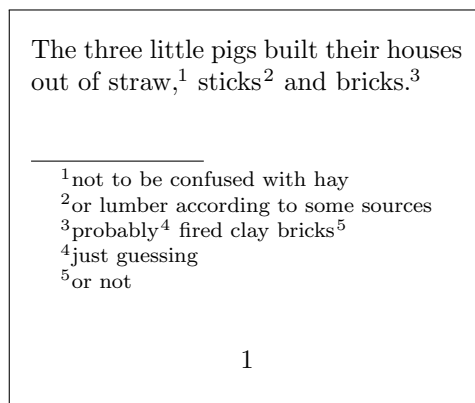 The three little pigs built their houses
out of straw,¹ sticks² and bricks.³
¹not to be confused with hay
²or lumber according to some sources
³probably⁴ fired clay bricks⁵
⁴just guessing
⁵or not
1